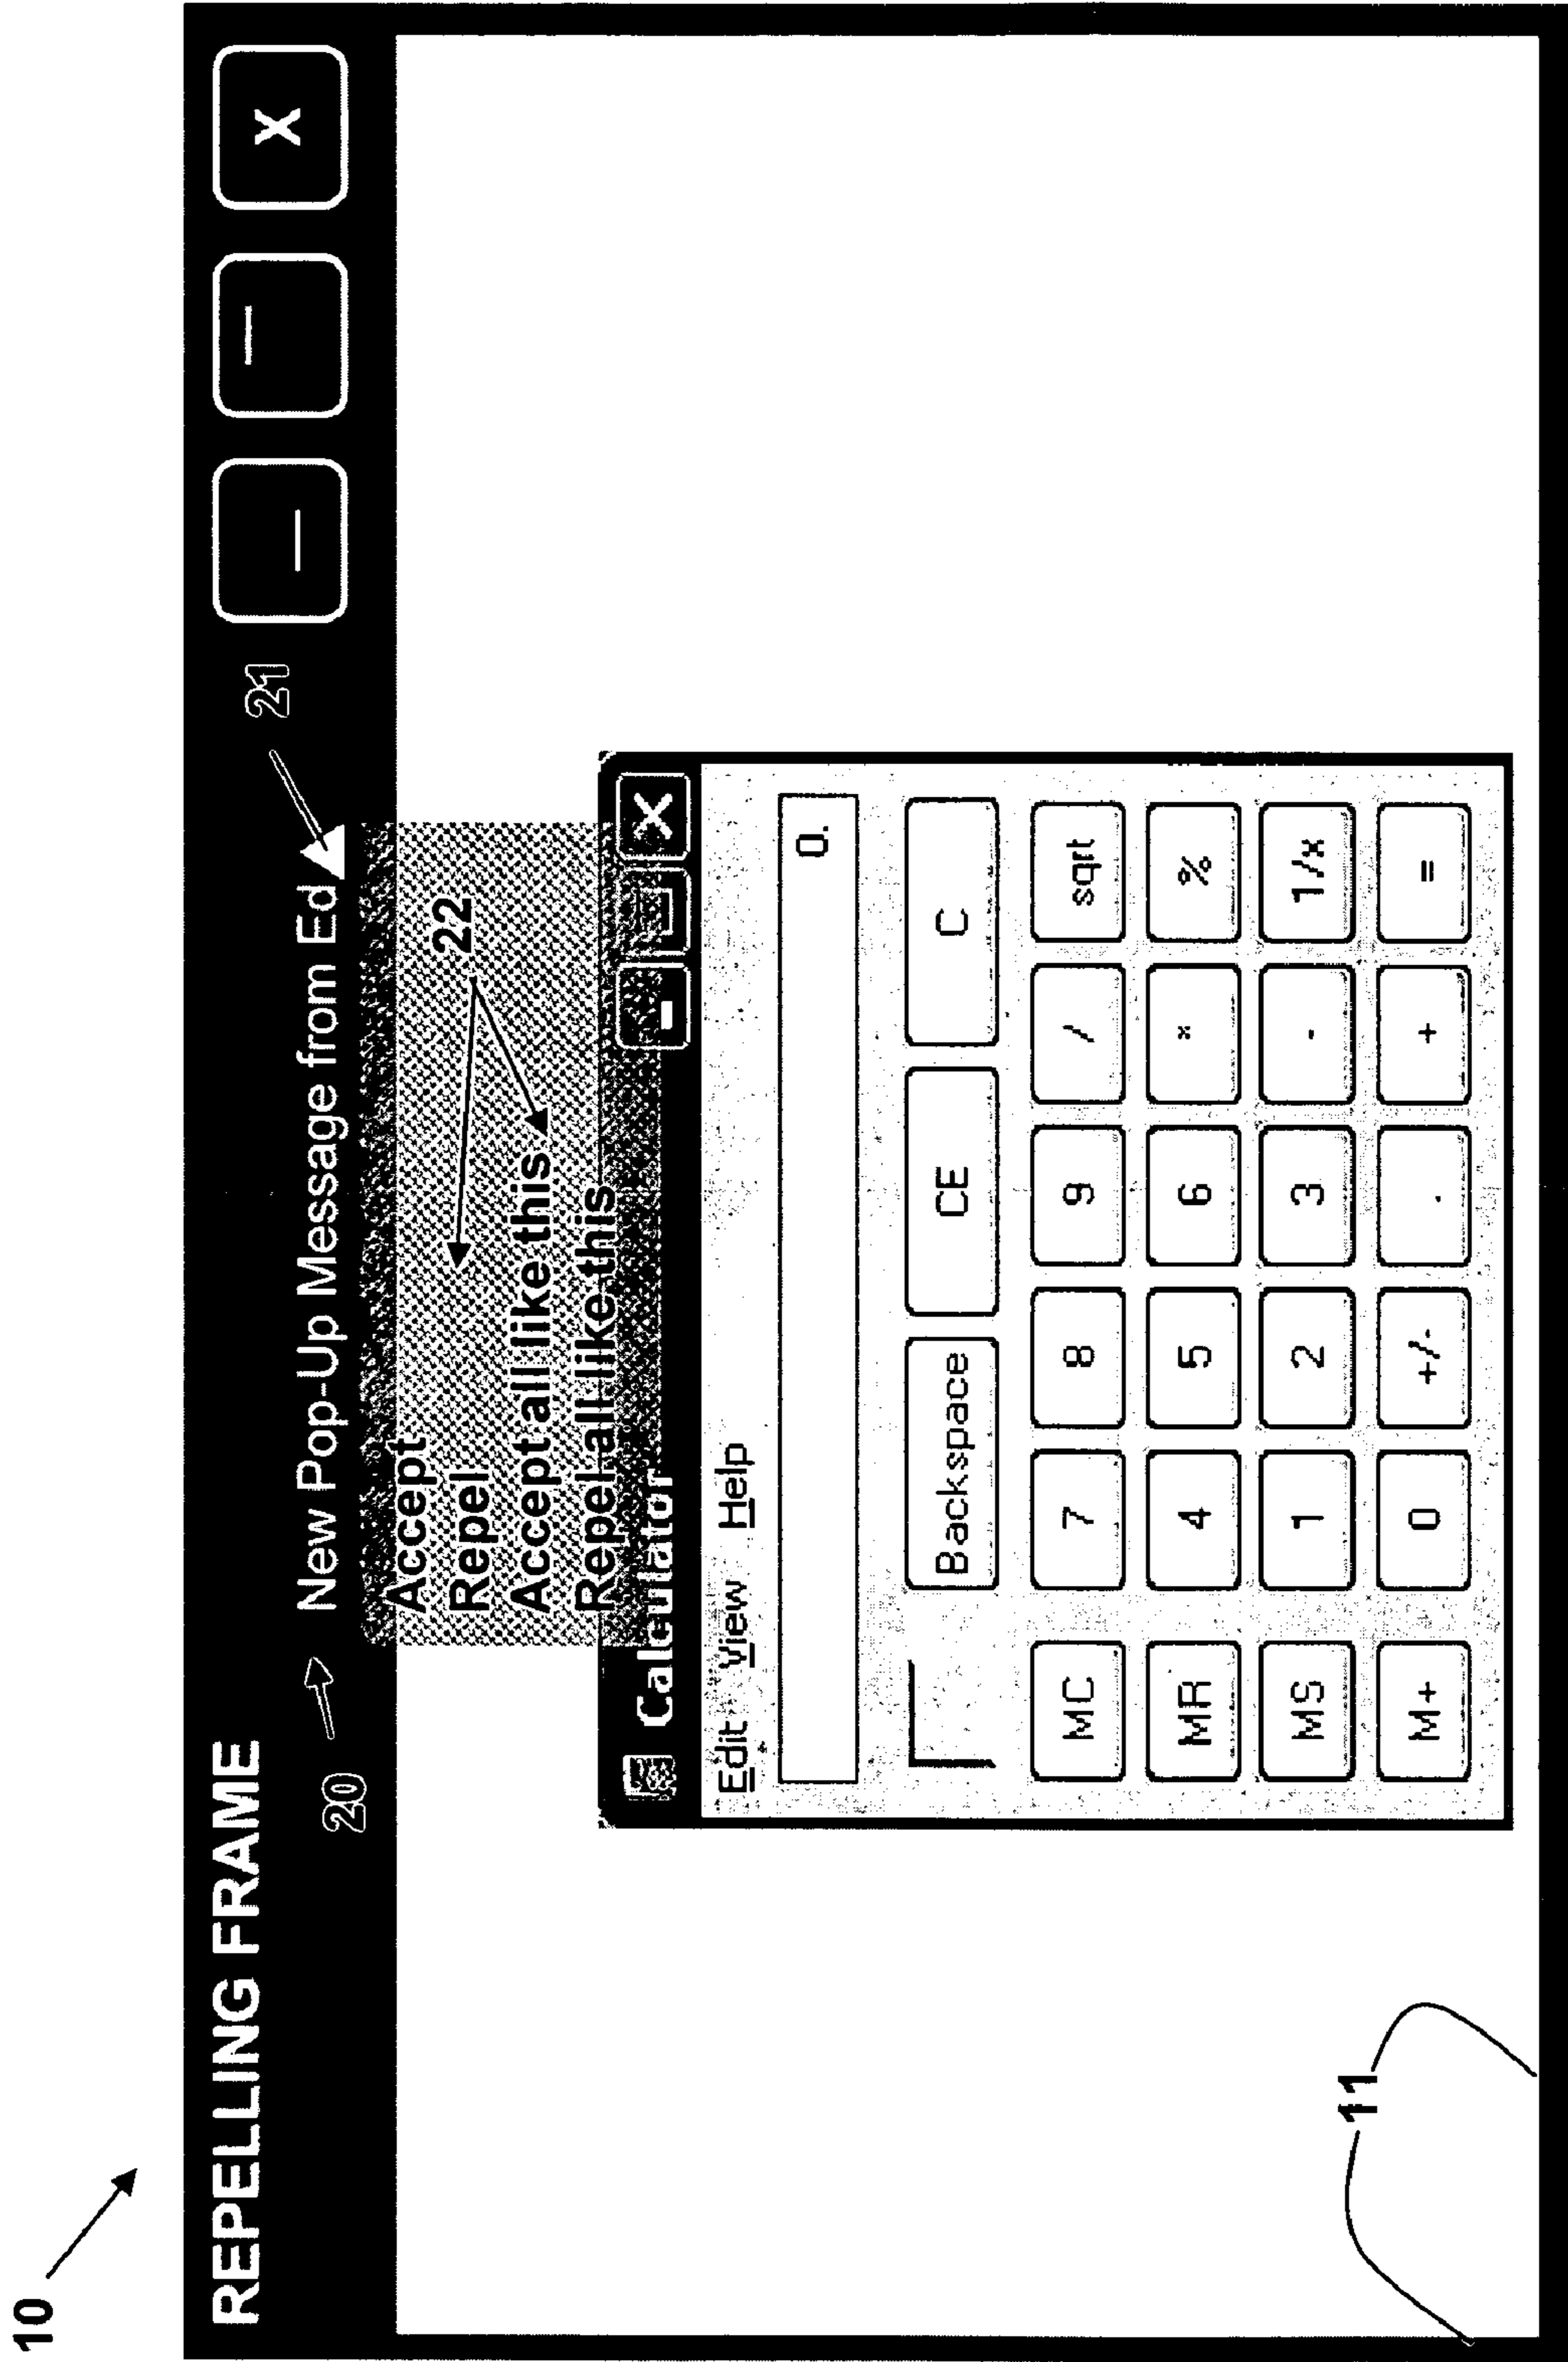 10
REPELLING FRAME
X
20
New Pop-Up Message from Ed
21
Accept
Repel
Accept all like this
Repel all like this
22
Calculator
Edit View Help
0.
Backspace CE C
MC 7 8 9 / sqrt
MR 4 5 6 * %
MS 1 2 3 - 1/x
M+ 0 +/- . + =
11